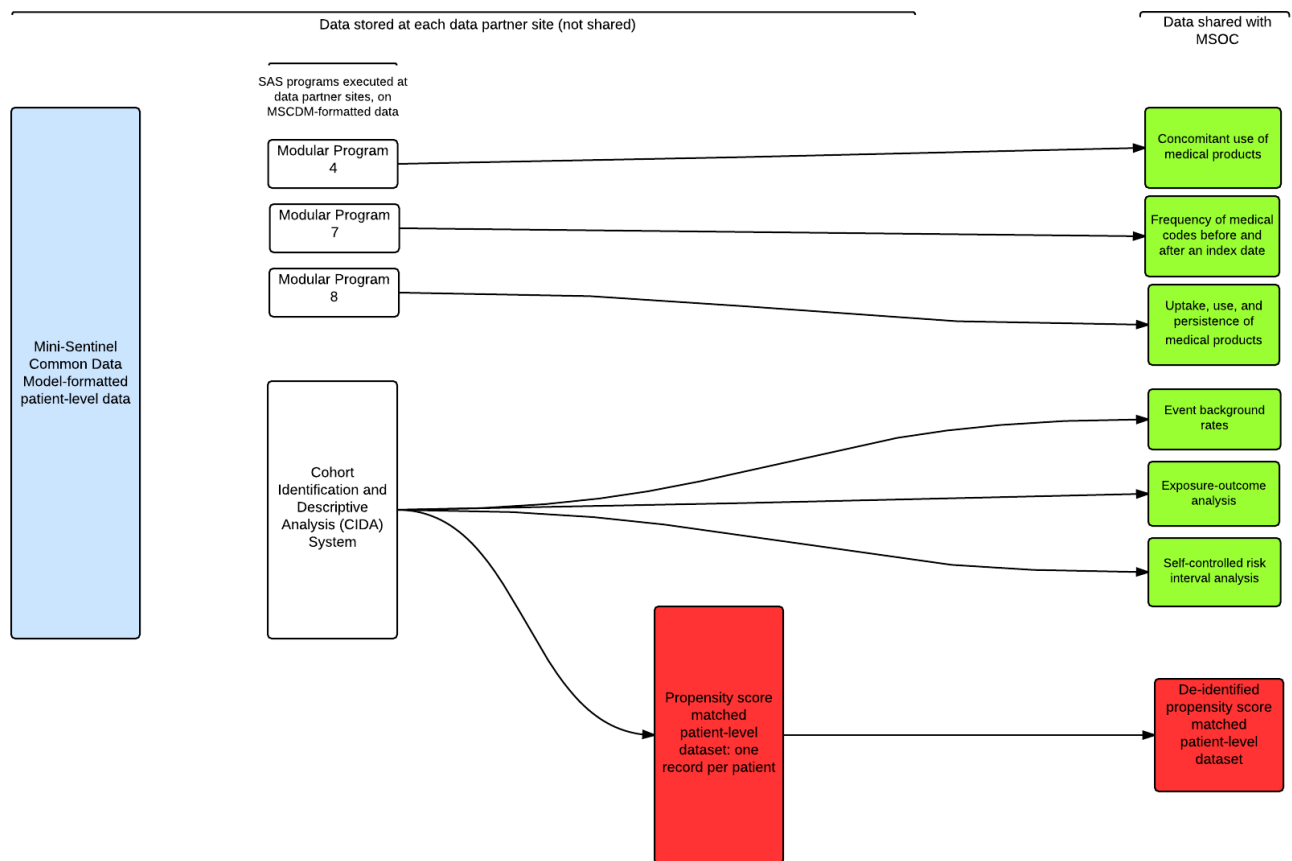 Data stored at each data partner site (not shared)
Data shared with
MSOC
SAS programs executed at
data partner sites, on
MSCDM-formatted data
Mini-Sentinel
Common Data
Model-formatted
patient-level data
Modular Program
4
Modular Program
7
Modular Program
8
Cohort
Identification and
Descriptive
Analysis (CIDA)
System
Propensity score
matched
patient-level
dataset: one
record per patient
Concomitant use of
medical products
Frequency of medical
codes before and
after an index date
Uptake, use, and
persistence of
medical products
Event background
rates
Exposure-outcome
analysis
Self-controlled risk
interval analysis
De-identified
propensity score
matched
patient-level
dataset